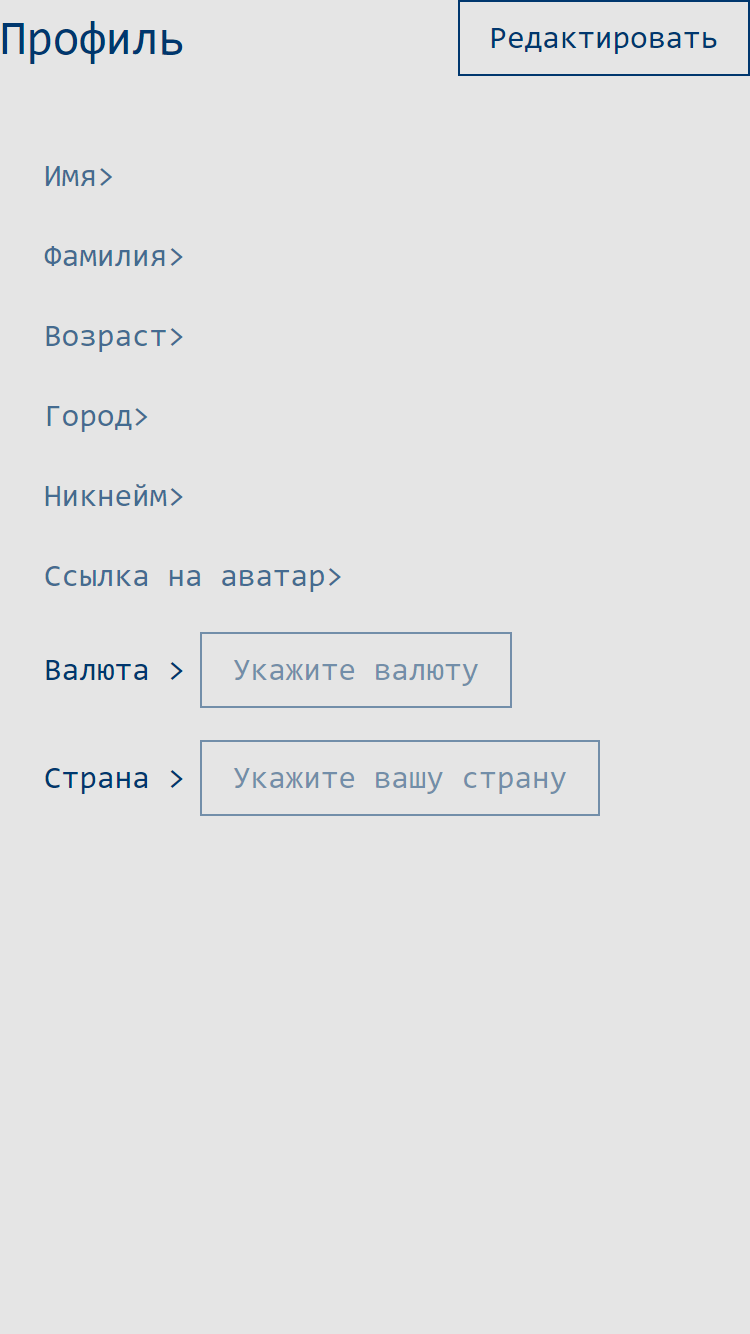 Профиль
Редактировать
Имя>
Фамилия>
Возраст>
Город>
Никнейм>
Ссылка на аватар>
Валюта > Укажите валюту
Страна > Укажите вашу страну